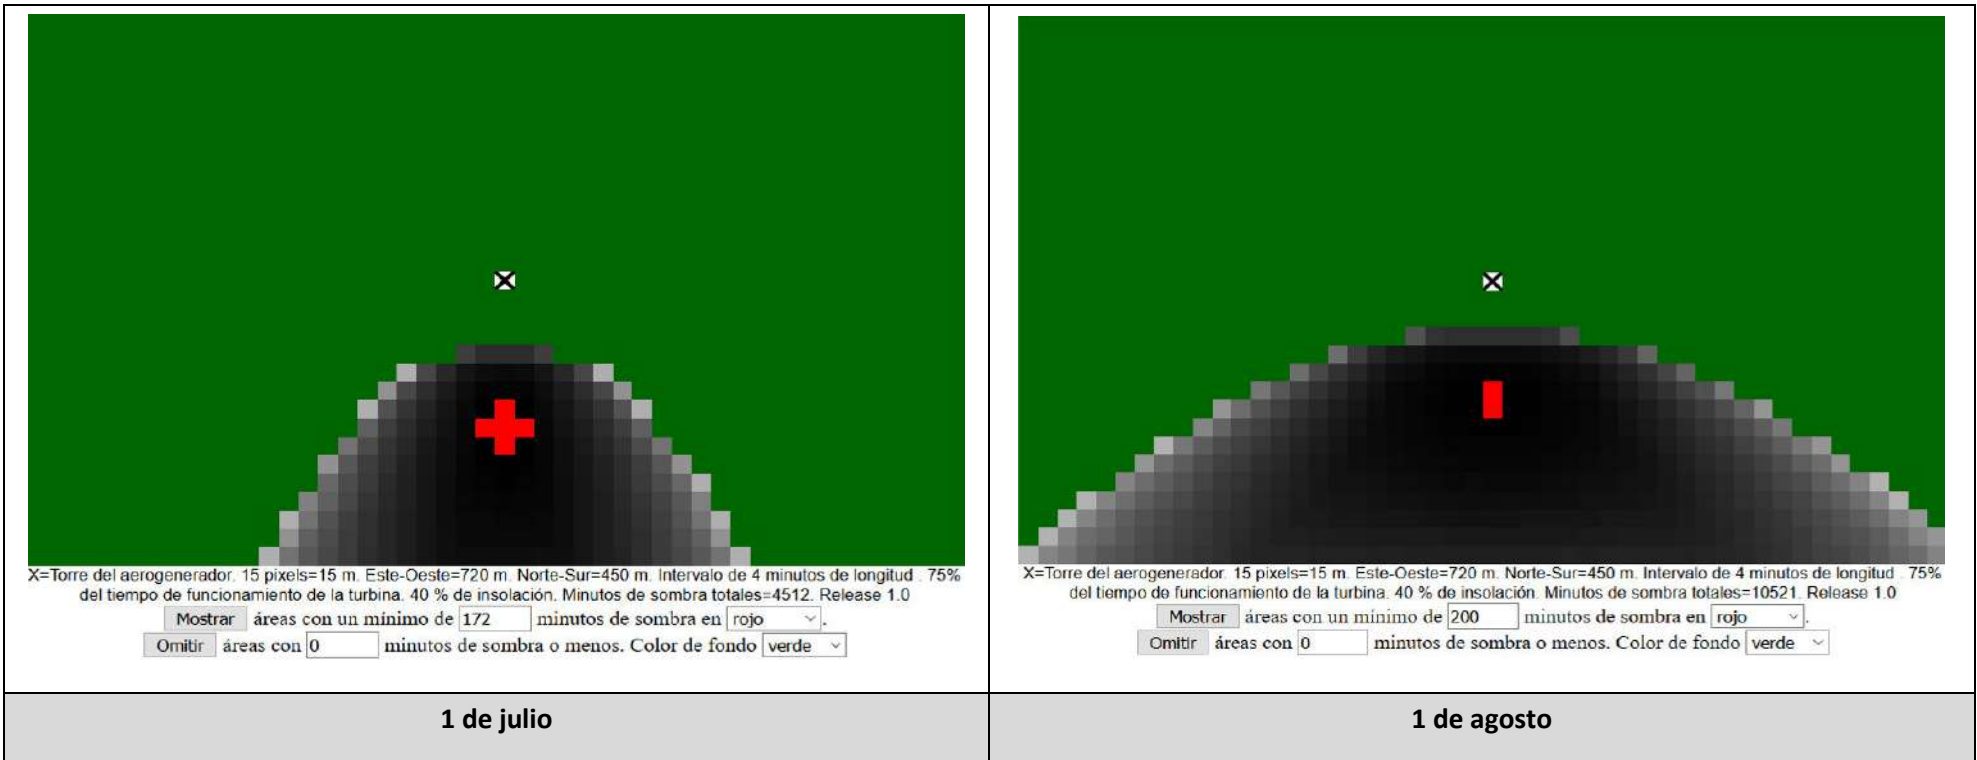 X=Torre del aerogenerador. 15 pixels=15 m. Este-Oeste=720 m. Norte-Sur=450 m. Intervalo de 4 minutos de longitud . 75%
del tiempo de funcionamiento de la turbina. 40 % de insolación. Minutos de sombra totales=4512. Release 1.0
Mostrar áreas con un mínimo de 172 minutos de sombra en rojo .
Omitir áreas con 0 minutos de sombra o menos. Color de fondo verde
X=Torre del aerogenerador. 15 pixels=15 m. Este-Oeste=720 m. Norte-Sur=450 m. Intervalo de 4 minutos de longitud . 75%
del tiempo de funcionamiento de la turbina. 40 % de insolación. Minutos de sombra totales=10521. Release 1.0
Mostrar áreas con un mínimo de 200 minutos de sombra en rojo .
Omitir áreas con 0 minutos de sombra o menos. Color de fondo verde
1 de julio
1 de agosto